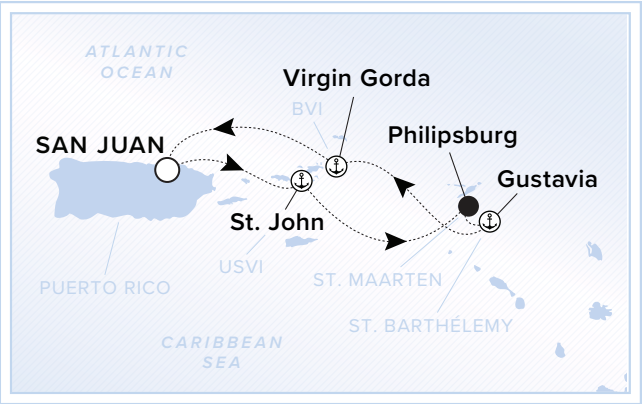 ATLANTIC
OCEAN
Virgin Gorda
BVI
Philipsburg
SAN JUAN
Gustavia
St. John
USVI
ST. MAARTEN
PUERTO RICO
ST. BARTHÉLEMY
CARIBBEAN
SEA